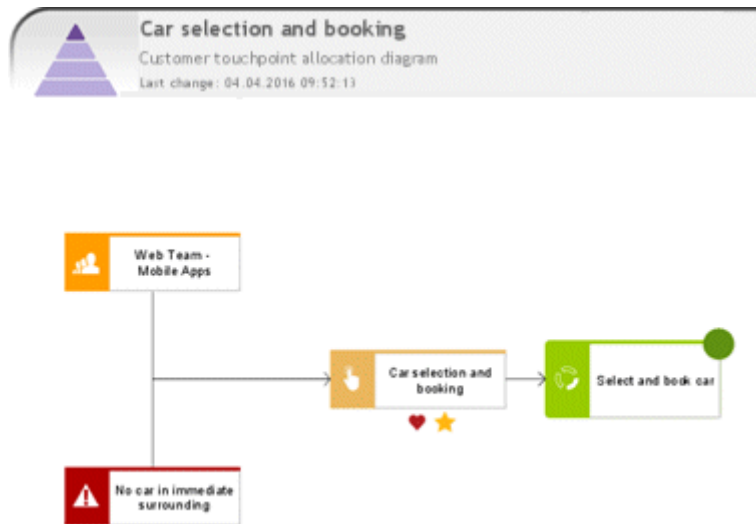 Car selection and booking
Customer touchpoint allocation diagram
Last change: 04.04.2016 09:52:13
Web Team -
Mobile Apps
Car selection and
booking
Select and book car
No car in immediate
surrounding